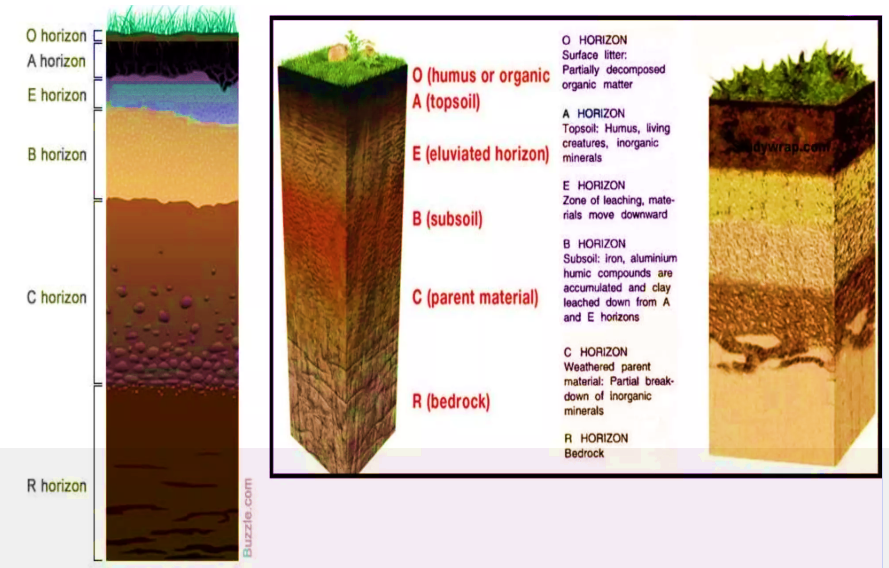 O horizon
A horizon
E horizon
B horizon
C horizon
R horizon
Buzzle.com
O (humus or organic
A (topsoil)
E (eluviated horizon)
B (subsoil)
C (parent material)
R (bedrock)
O HORIZON
Surface litter:
Partially decomposed
organic matter
A HORIZON
Topsoil: Humus, living
creatures, inorganic
minerals
E HORIZON
Zone of leaching, mate-
rials move downward
B HORIZON
Subsoil: iron, aluminium
humic compounds are
accumulated and clay
leached down from A
and E horizons
C HORIZON
Weathered parent
material: Partial break-
down of inorganic
minerals
R HORIZON
Bedrock